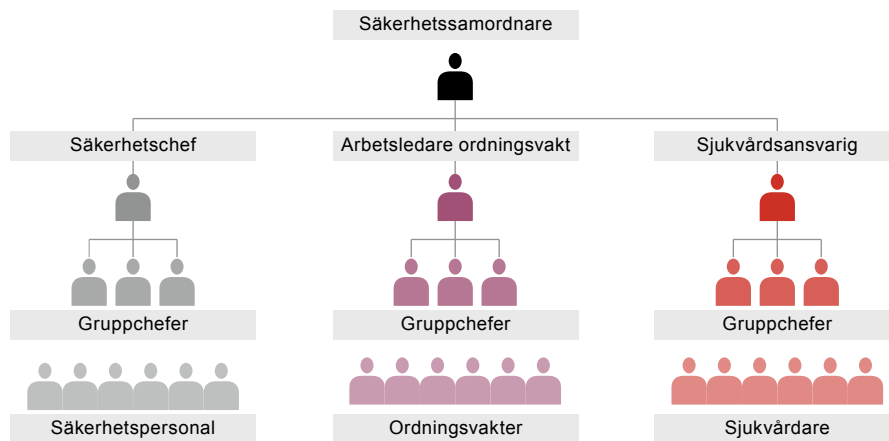 Säkerhetssamordnare
Säkerhetschef
Arbetsledare ordningsvakt
Sjukvårdsansvarig
Gruppchefer
Gruppchefer
Gruppchefer
Säkerhetspersonal
Ordningsvakter
Sjukvårdare